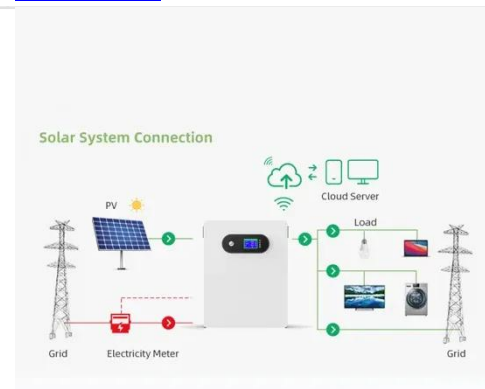 Solar System Connection
Cloud Server
PV
Load
Grid
Electricity Meter
Grid